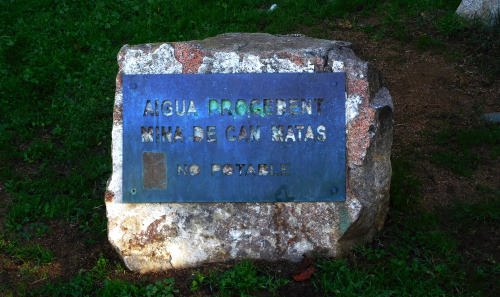 AIGUA PROCEDENT
MINA DE CAN MATAS
NO POTABLE